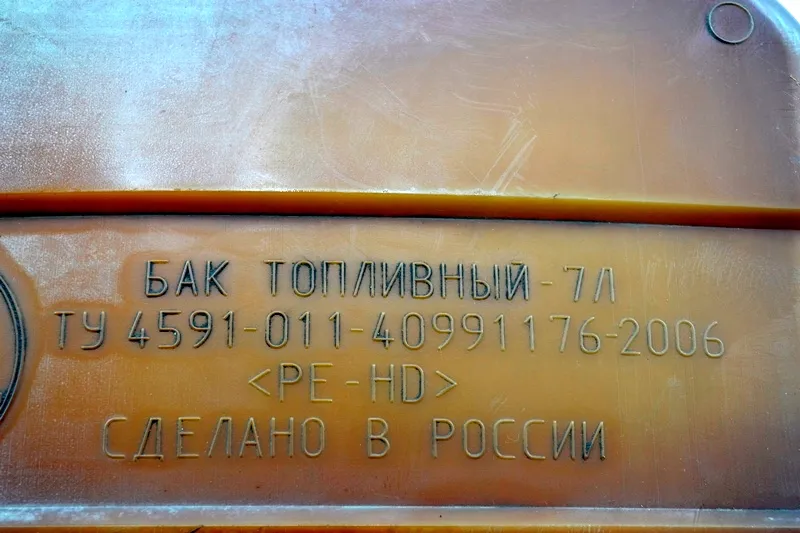 БАК ТОПЛИВНЫЙ - 7Л
ТУ 4591-011-40991176-2006
<PE-HD>
СДЕЛАНО В РОССИИ